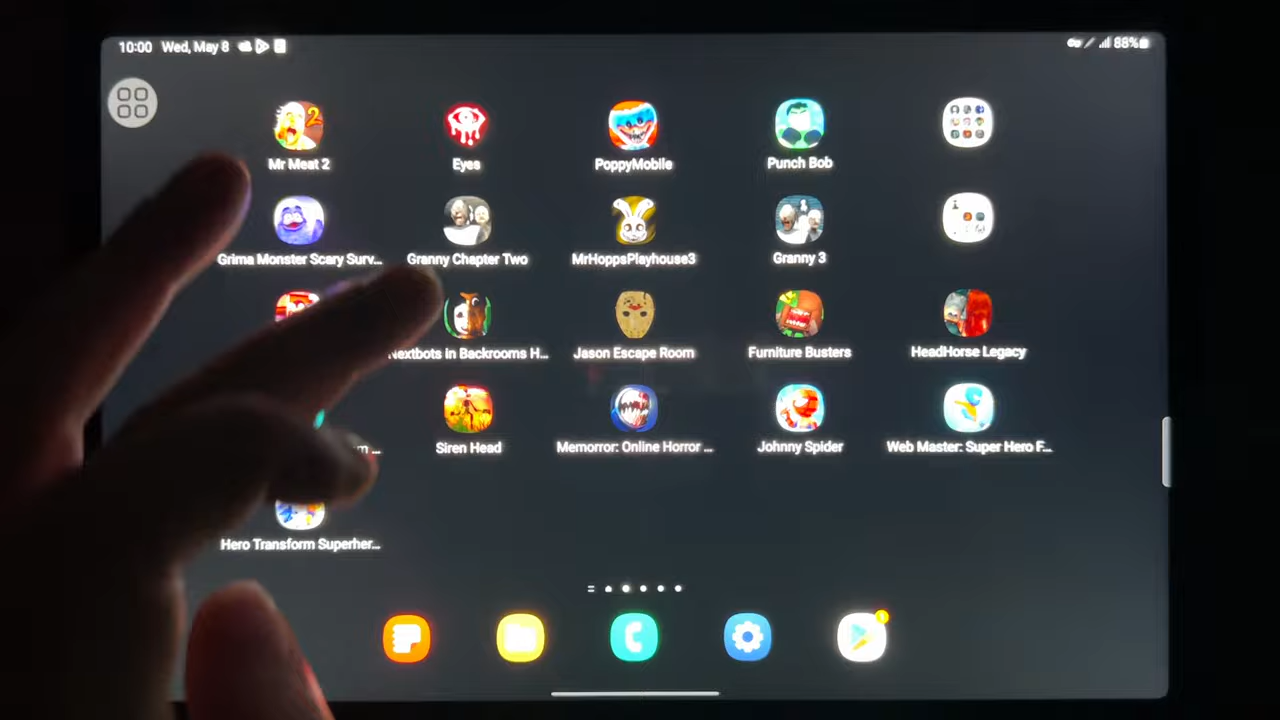 10:00 Wed, May 8
88%
Mr Meat 2
Eyes
PoppyMobile
Punch Bob
Grima Monster Scary Surv...
Granny Chapter Two
MrHoppsPlayhouse3
Granny 3
Nextbots in Backrooms H...
Jason Escape Room
Furniture Busters
HeadHorse Legacy
Siren Head
Memorror: Online Horror ...
Johnny Spider
Web Master: Super Hero F...
Hero Transform Superher...